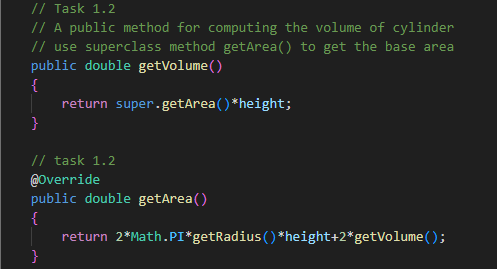 // Task 1.2
// A public method for computing the volume of cylinder
// use superclass method getArea() to get the base area
public double getVolume()
{
    return super.getArea()*height;
}
// task 1.2
@Override
public double getArea()
{
    return 2*Math.PI*getRadius()*height+2*getVolume();
}